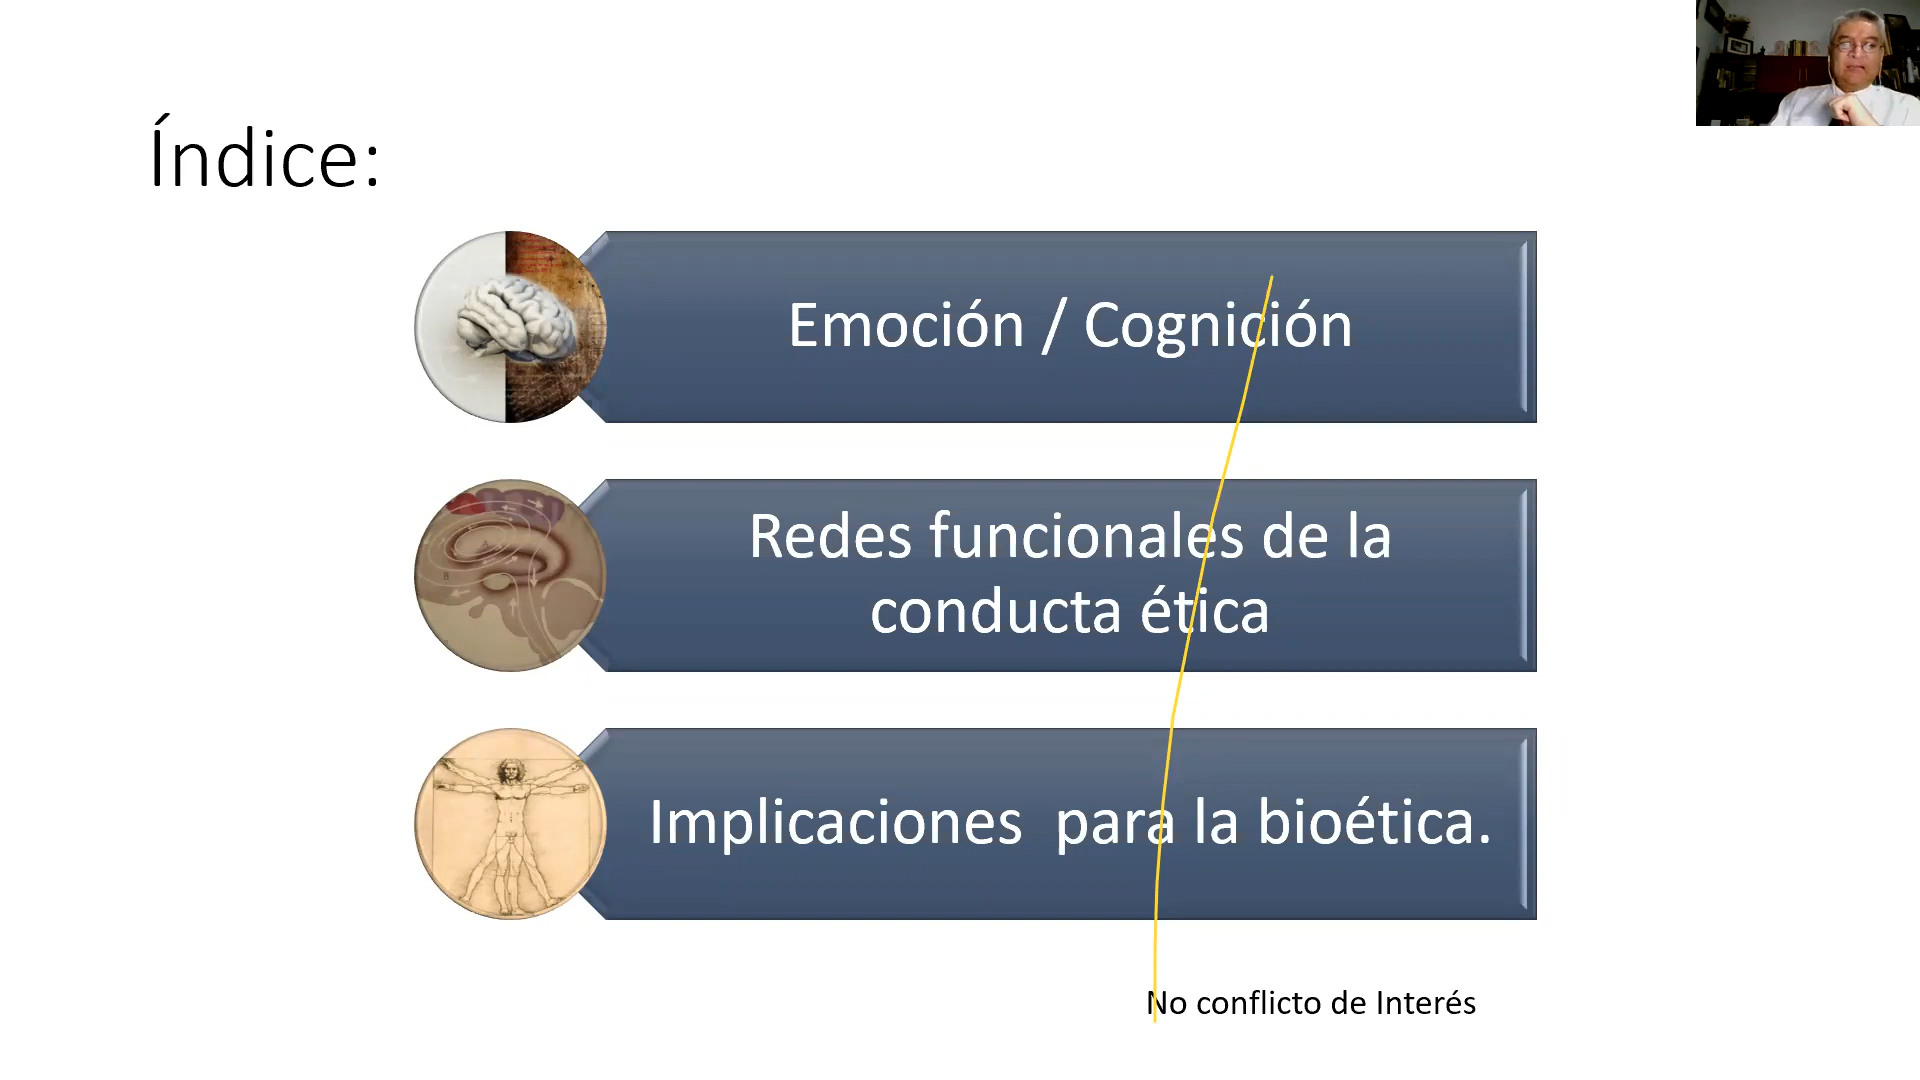 Índice:
Emoción / Cognición
Redes funcionales de la
conducta ética
Implicaciones para la bioética.
No conflicto de Interés